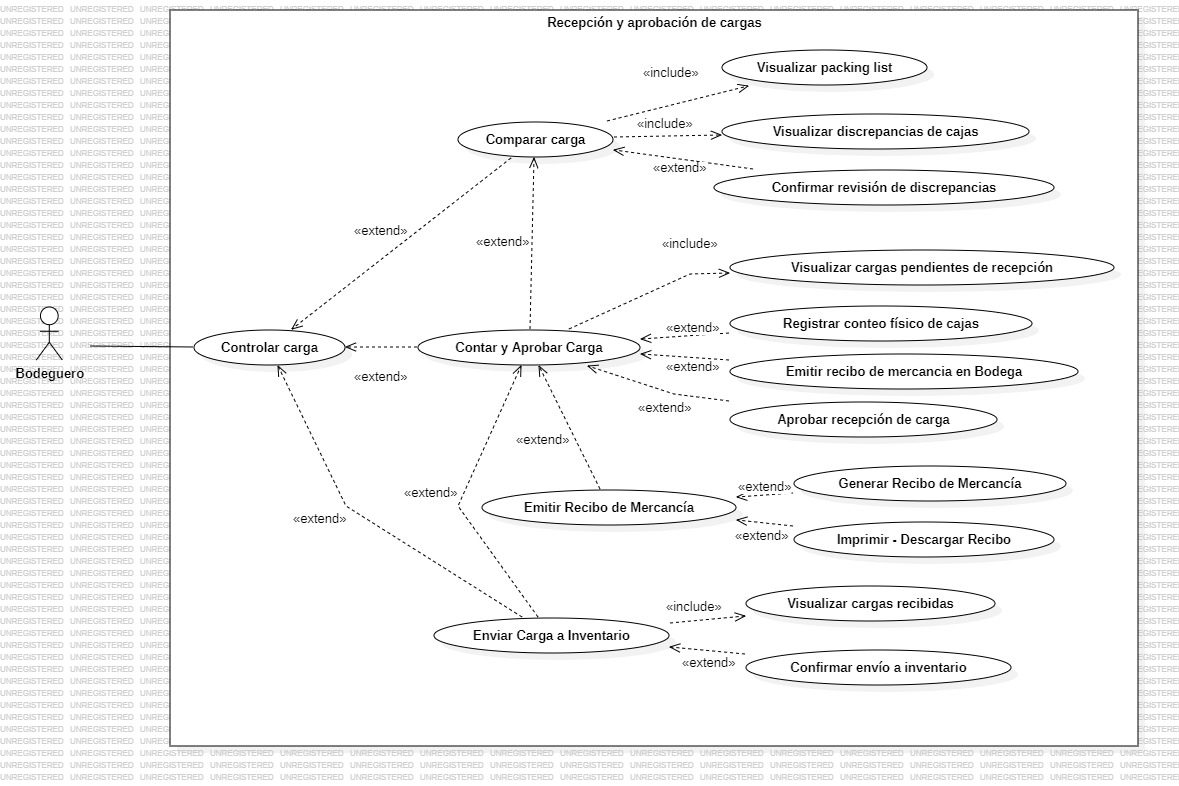 Recepción y aprobación de cargas
«include»
Visualizar packing list
«include»
Visualizar discrepancias de cajas
Comparar carga
«extend»
Confirmar revisión de discrepancias
«extend»
«extend»
«include»
Visualizar cargas pendientes de recepción
«extend»
Registrar conteo físico de cajas
Controlar carga
Contar y Aprobar Carga
«extend»
Emitir recibo de mercancia en Bodega
Bodeguero
«extend»
«extend»
Aprobar recepción de carga
«extend»
«extend»
Generar Recibo de Mercancía
«extend»
Emitir Recibo de Mercancía
«extend»
«extend»
Imprimir - Descargar Recibo
«include»
Visualizar cargas recibidas
Enviar Carga a Inventario
«extend»
Confirmar envío a inventario
UNREGISTERED